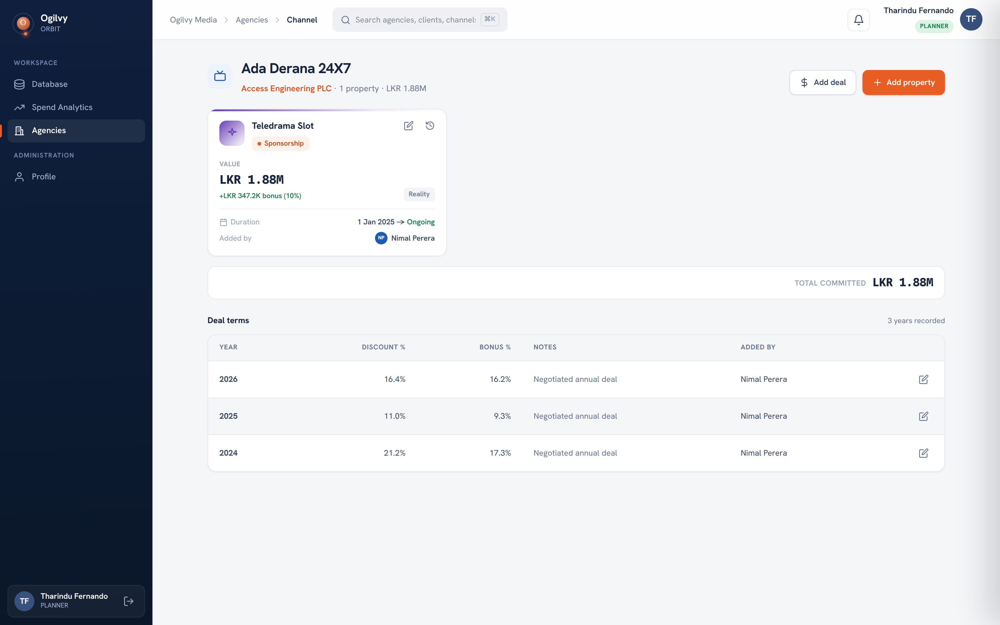 Ogilvy
ORBIT
WORKSPACE
Database
Spend Analytics
Agencies
ADMINISTRATION
Profile
TF
Tharindu Fernando
PLANNER
Ogilvy Media > Agencies > Channel
Search agencies, clients, channels
⌘K
Tharindu Fernando
PLANNER
TF
Ada Derana 24X7
Access Engineering PLC · 1 property · LKR 1.88M
Add deal
Add property
Teledrama Slot
Sponsorship
VALUE
LKR 1.88M
+LKR 347.2K bonus (10%)
Reality
Duration 1 Jan 2025 → Ongoing
Added by NP Nimal Perera
TOTAL COMMITTED LKR 1.88M
Deal terms
3 years recorded
YEAR DISCOUNT % BONUS % NOTES ADDED BY
2026 16.4% 16.2% Negotiated annual deal Nimal Perera
2025 11.0% 9.3% Negotiated annual deal Nimal Perera
2024 21.2% 17.3% Negotiated annual deal Nimal Perera